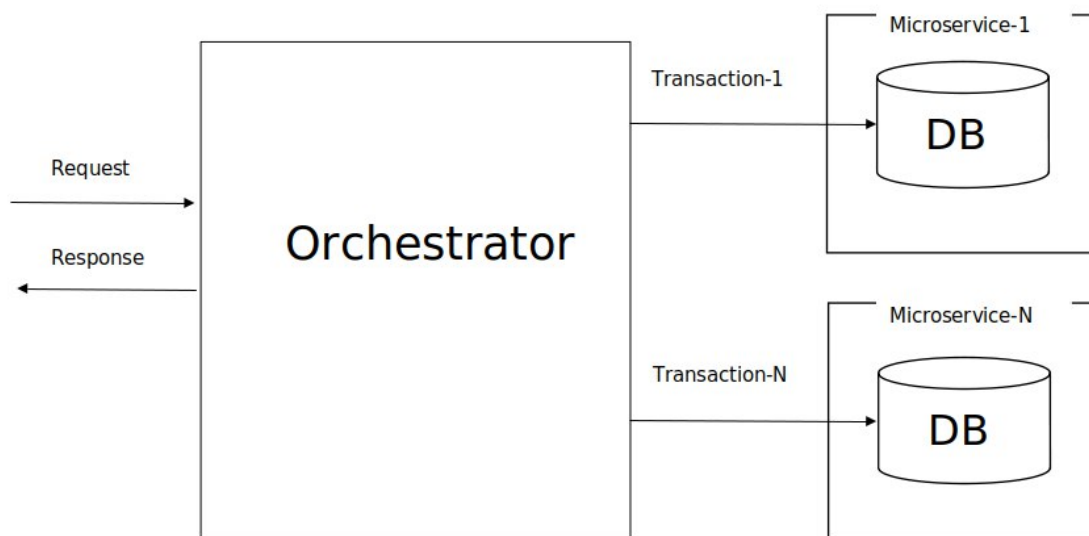 Microservice-1
Transaction-1
DB
Request
Orchestrator
Response
Microservice-N
Transaction-N
DB